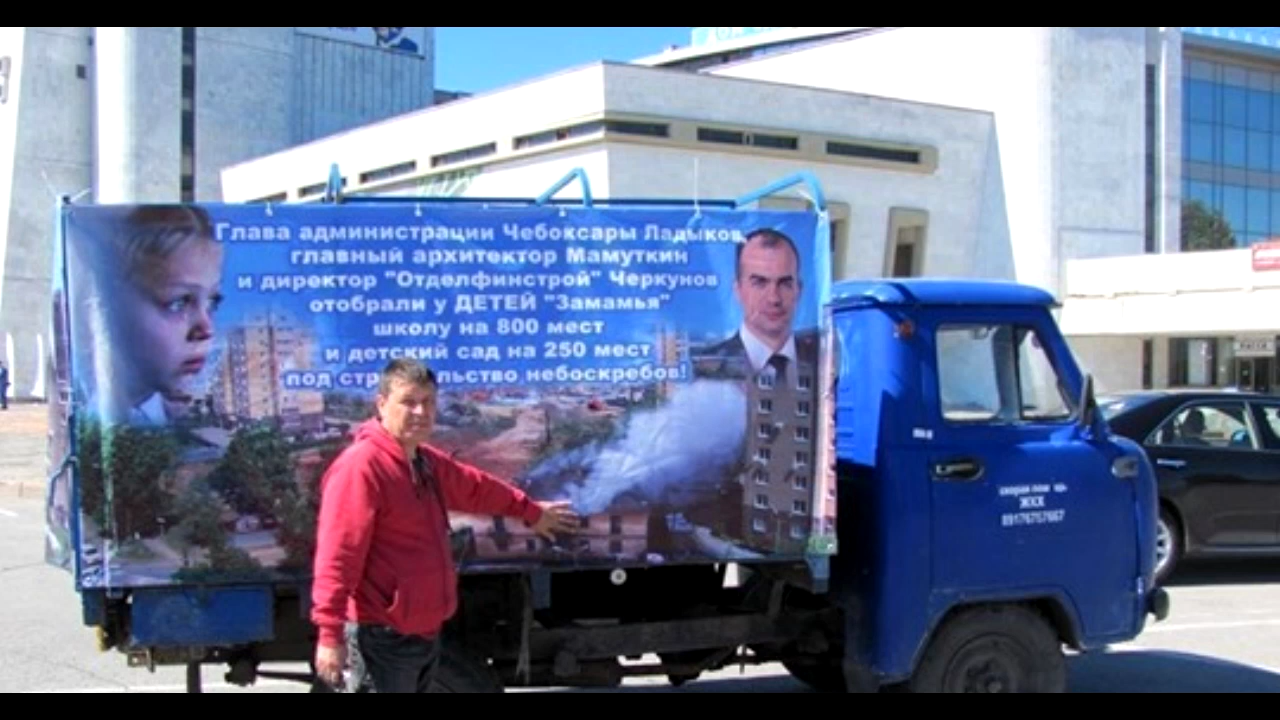 Глава администрации Чебоксары Ладыков,
главный архитектор Мамуткин
и директор "Отделфинстрой" Черкунов
отобрали у ДЕТЕЙ "Замамья"
школу на 800 мест
и детский сад на 250 мест
под льство небоскребов!
ЖКХ
89176757667